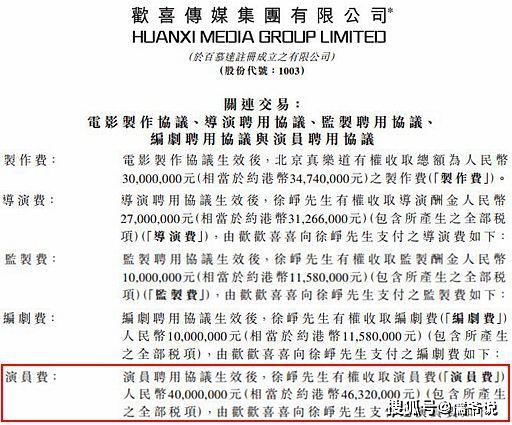 歡喜傳媒集團有限公司*
HUANXI MEDIA GROUP LIMITED
(於百慕達註冊成立之有限公司)
(股份代號：1003)
關連交易：
電影製作協議、導演聘用協議、監製聘用協議、
編劇聘用協議與演員聘用協議
製作費： 電影製作協議生效後，北京真樂道有權收取總額為人民幣
30,000,000元(相當於約港幣34,740,000元)之製作費(「製作費」)。
導演費： 導演聘用協議生效後，徐崢先生有權收取導演酬金人民幣
27,000,000元(相當於約港幣31,266,000元)(包含所產生之全部稅
項)(「導演費」)，由歡歡喜喜向徐崢先生支付之導演費如下：
監製費： 監製聘用協議生效後，徐崢先生有權收取監製酬金人民幣
10,000,000元(相當於約港幣11,580,000元)(包含所產生之全部稅
項)(「監製費」)，由歡歡喜喜向徐崢先生支付之監製費如下：
編劇費： 編劇聘用協議生效後，徐崢先生有權收取編劇費(「編劇費」)
人民幣10,000,000元(相當於約港幣11,580,000元)(包含所產生
之全部稅項)，由歡歡喜喜向徐崢先生支付之編劇費如下：
演員費： 演員聘用協議生效後，徐崢先生有權收取演員費(「演員費」)
人民幣40,000,000元(相當於約港幣46,320,000元)(包含所產生
之全部稅項)，由歡歡喜喜向徐崢先生
搜狐号@儒爷说